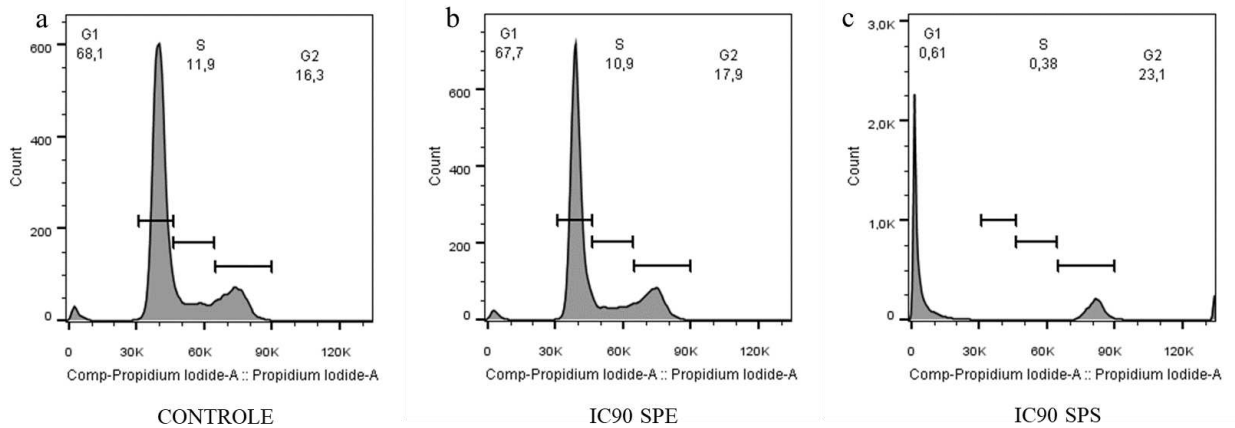 a
G1
68,1
S
11,9
G2
16,3
600
400
200
0
Count
0 30K 60K 90K 120K
Comp-Propidium Iodide-A :: Propidium Iodide-A
CONTROLE
b
G1
67,7
S
10,9
G2
17,9
600
400
200
0
Count
0 30K 60K 90K 120K
Comp-Propidium Iodide-A :: Propidium Iodide-A
IC90 SPE
c
G1
0,61
S
0,38
G2
23,1
3,0K
2,0K
1,0K
0
Count
0 30K 60K 90K 120K
Comp-Propidium Iodide-A :: Propidium Iodide-A
IC90 SPS